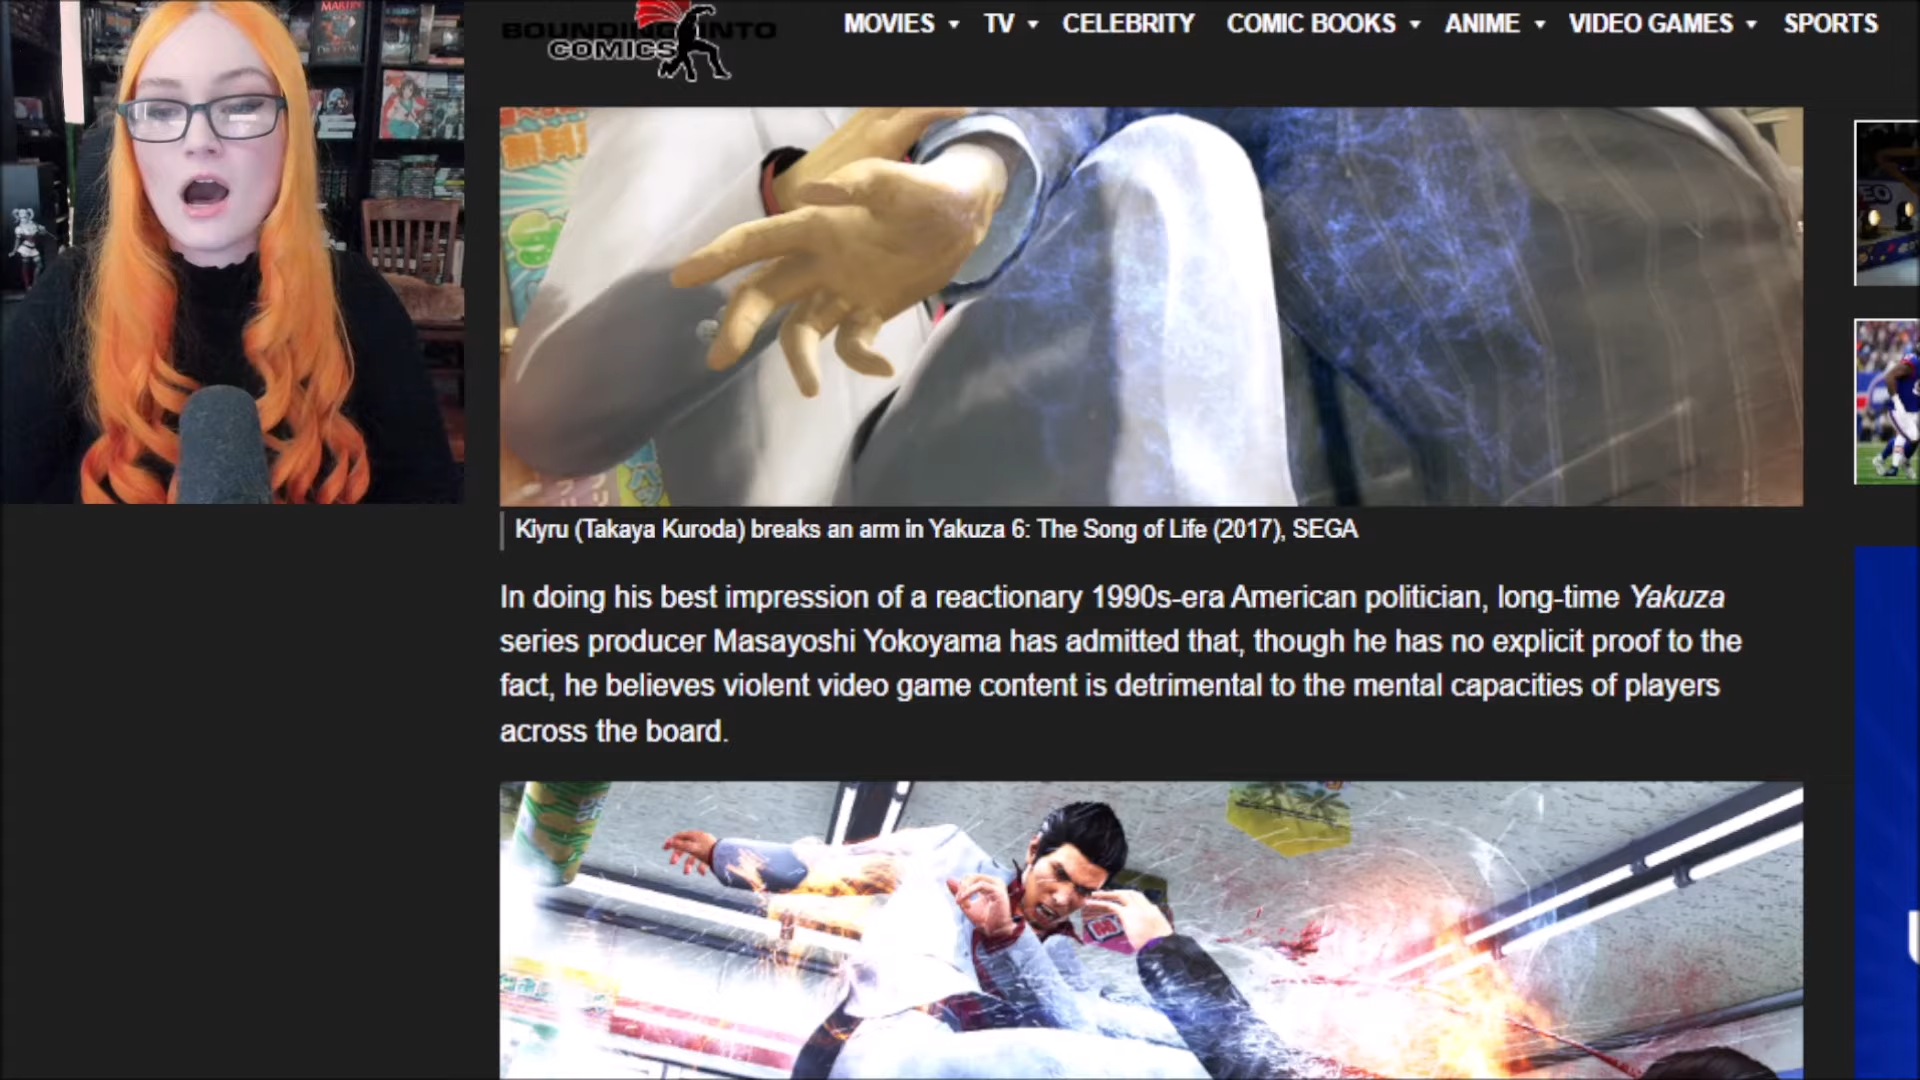 MARTIN
BOUNDING INTO
COMICS
MOVIES TV CELEBRITY COMIC BOOKS ANIME VIDEO GAMES SPORTS
Kiyru (Takaya Kuroda) breaks an arm in Yakuza 6: The Song of Life (2017), SEGA
In doing his best impression of a reactionary 1990s-era American politician, long-time Yakuza
series producer Masayoshi Yokoyama has admitted that, though he has no explicit proof to the
fact, he believes violent video game content is detrimental to the mental capacities of players
across the board.